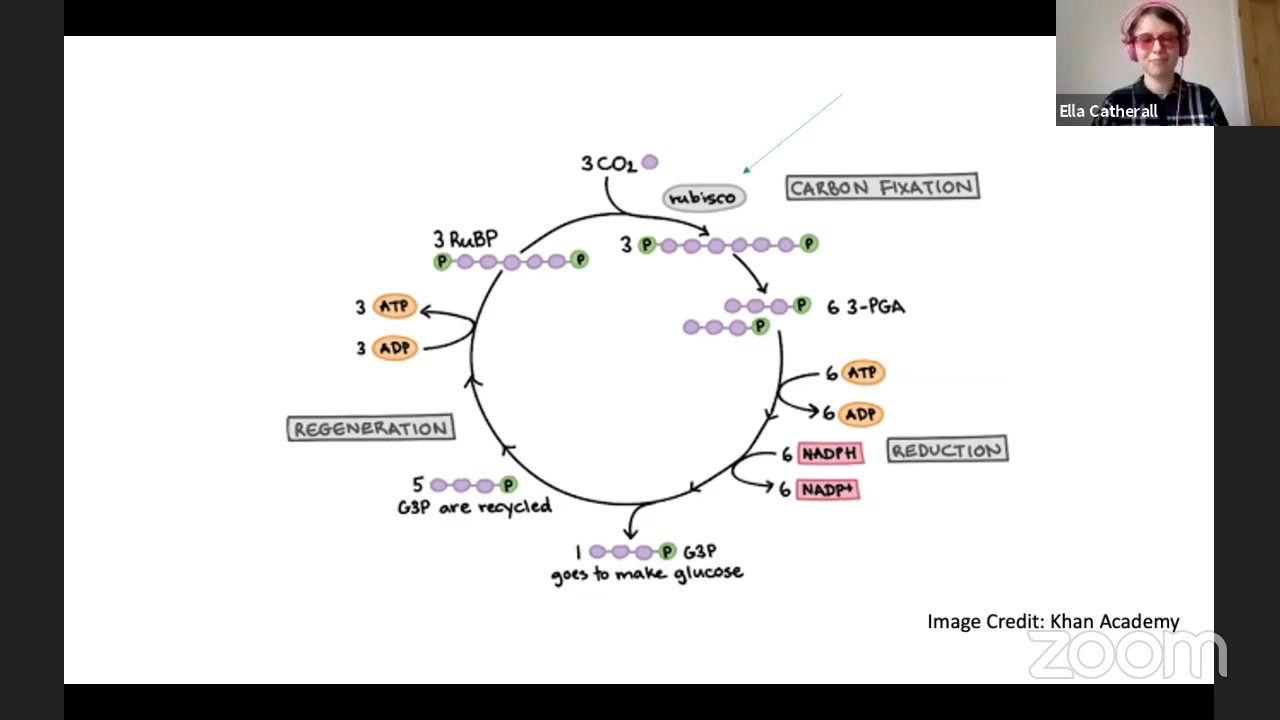 Ella Catherall
3 CO2
rubisco
CARBON FIXATION
3 RuBP
P P
3 P P
3 ATP
3 ADP
P 6 3-PGA
P
6 ATP
6 ADP
6 NADPH
6 NADP+
REDUCTION
REGENERATION
5 P
G3P are recycled
1 P G3P
goes to make glucose
Image Credit: Khan Academy
zoom